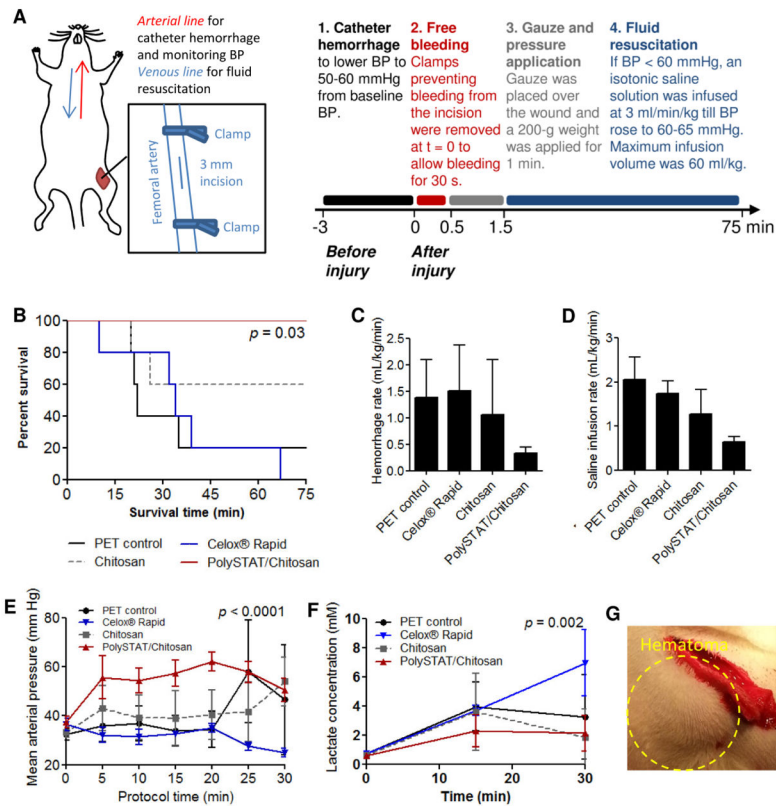 A
Arterial line for
catheter hemorrhage
and monitoring BP
Venous line for fluid
resuscitation
Femoral artery
Clamp
3 mm
incision
Clamp
1. Catheter
hemorrhage
to lower BP to
50-60 mmHg
from baseline
BP.
2. Free
bleeding
Clamps
preventing
bleeding from
the incision
were removed
at t = 0 to
allow bleeding
for 30 s.
3. Gauze and
pressure
application
Gauze was
placed over
the wound and
a 200-g weight
was applied for
1 min.
4. Fluid
resuscitation
If BP < 60 mmHg, an
isotonic saline
solution was infused
at 3 ml/min/kg till BP
rose to 60-65 mmHg.
Maximum infusion
volume was 60 ml/kg.
-3 0 0.5 1.5 75 min
Before
injury
After
injury
B
p = 0.03
Percent survival
100
80
60
40
20
0
0 15 30 45 60 75
Survival time (min)
PET control
Celox® Rapid
Chitosan
PolySTAT/Chitosan
C
Hemorrhage rate (mL/kg/min)
2.5
2.0
1.5
1.0
0.5
0.0
PET control
Celox® Rapid
Chitosan
PolySTAT/Chitosan
D
Saline infusion rate (mL/kg/min)
3
2
1
0
PET control
Celox® Rapid
Chitosan
PolySTAT/Chitosan
E
p < 0.0001
Mean arterial pressure (mm Hg)
80
60
40
20
PET control
Celox® Rapid
Chitosan
PolySTAT/Chitosan
0 5 10 15 20 25 30
Protocol time (min)
F
p = 0.002
Lactate concentration (mM)
10
8
6
4
2
0
PET control
Celox® Rapid
Chitosan
PolySTAT/Chitosan
0 10 20 30
Time (min)
G
Hematoma